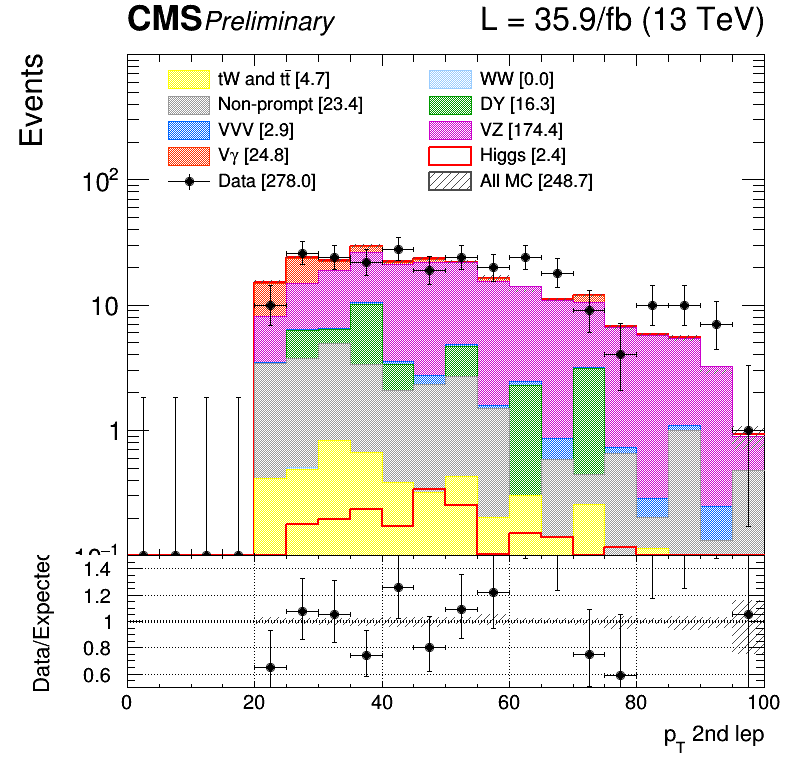 CMS Preliminary L = 35.9/fb (13 TeV)
Events
tW and tt̄ [4.7] WW [0.0]
Non-prompt [23.4] DY [16.3]
VVV [2.9] VZ [174.4]
Vγ [24.8] Higgs [2.4]
Data [278.0] All MC [248.7]
10²
10
1
10⁻¹
Data/Expected
1.4
1.2
1
0.8
0.6
0 20 40 60 80 100
p_T 2nd lep